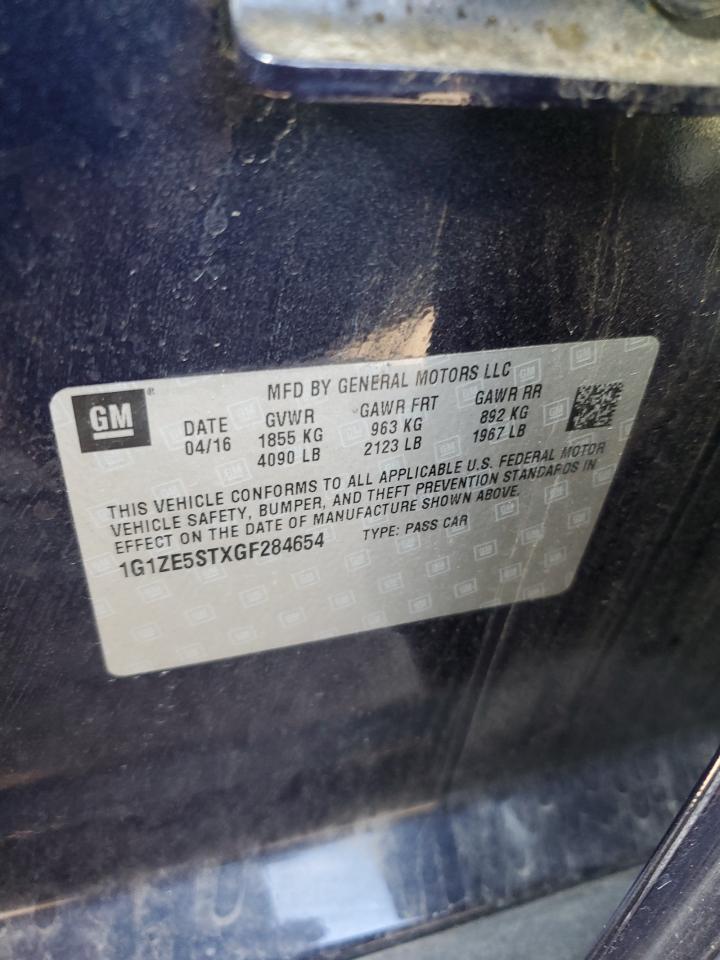 GM®
MFD BY GENERAL MOTORS LLC
DATE GVWR GAWR FRT GAWR RR
04/16 1855 KG 963 KG 892 KG
4090 LB 2123 LB 1967 LB
THIS VEHICLE CONFORMS TO ALL APPLICABLE U.S. FEDERAL MOTOR
VEHICLE SAFETY, BUMPER, AND THEFT PREVENTION STANDARDS IN
EFFECT ON THE DATE OF MANUFACTURE SHOWN ABOVE.
1G1ZE5STXGF284654 TYPE: PASS CAR